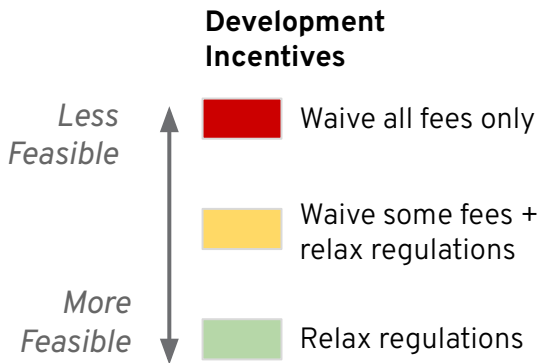 Development
Incentives
Less
Feasible
Waive all fees only
Waive some fees +
relax regulations
More
Feasible
Relax regulations